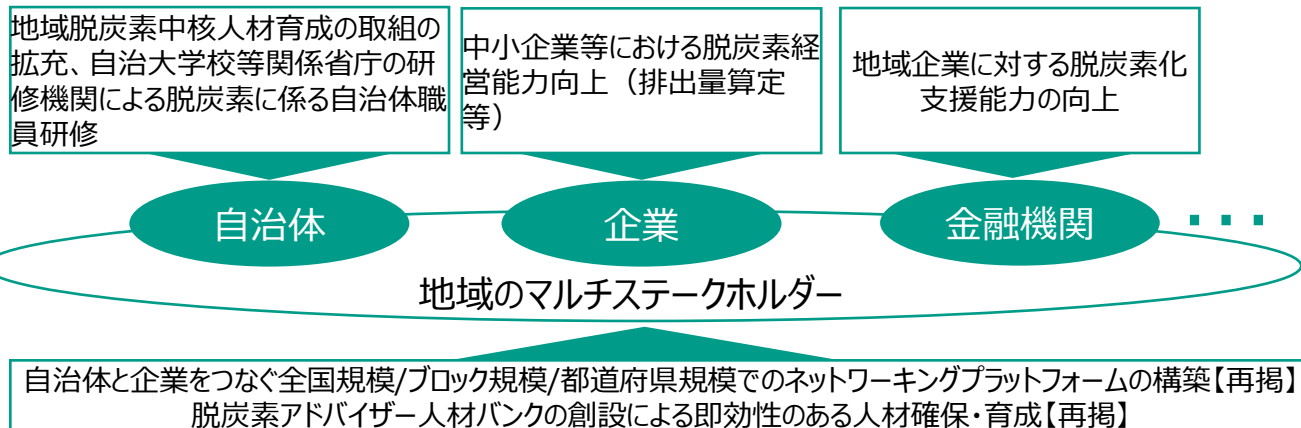 地域脱炭素中核人材育成の取組の
拡充、自治大学校等関係省庁の研
修機関による脱炭素に係る自治体職
員研修
中小企業等における脱炭素経
営能力向上（排出量算定
等）
地域企業に対する脱炭素化
支援能力の向上
自治体
企業
金融機関
・・・
地域のマルチステークホルダー
自治体と企業をつなぐ全国規模/ブロック規模/都道府県規模でのネットワーキングプラットフォームの構築【再掲】
脱炭素アドバイザー人材バンクの創設による即効性のある人材確保・育成【再掲】